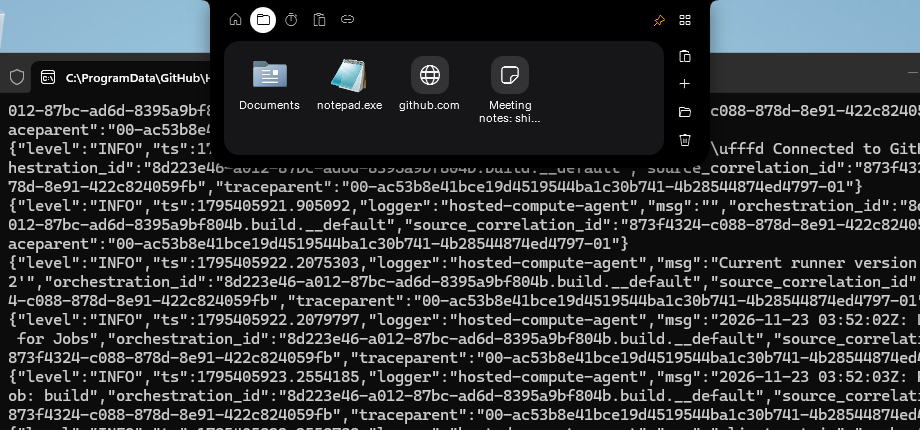 Documents
notepad.exe
github.com
Meeting
notes: shi...
C:\ProgramData\GitHub\H
012-87bc-ad6d-8395a9bf8 c088-878d-8e91-422c824059
aceparent":"00-ac53b8e4
{"level":"INFO","ts":17 \ufffd Connected to GitH
hestration_id":"8d223e46-a012-87bc-ad6d-8395a9bf804b.build.__default","source_correlation_id":"873f4324
78d-8e91-422c824059fb","traceparent":"00-ac53b8e41bce19d4519544ba1c30b741-4b28544874ed4797-01"}
{"level":"INFO","ts":1795405921.905092,"logger":"hosted-compute-agent","msg":"","orchestration_id":"8d
012-87bc-ad6d-8395a9bf804b.build.__default","source_correlation_id":"873f4324-c088-878d-8e91-422c82405
aceparent":"00-ac53b8e41bce19d4519544ba1c30b741-4b28544874ed4797-01"}
{"level":"INFO","ts":1795405922.2075303,"logger":"hosted-compute-agent","msg":"Current runner version
2'","orchestration_id":"8d223e46-a012-87bc-ad6d-8395a9bf804b.build.__default","source_correlation_id"
4-c088-878d-8e91-422c824059fb","traceparent":"00-ac53b8e41bce19d4519544ba1c30b741-4b28544874ed4797-01"
{"level":"INFO","ts":1795405922.2079797,"logger":"hosted-compute-agent","msg":"2026-11-23 03:52:02Z:
for Jobs","orchestration_id":"8d223e46-a012-87bc-ad6d-8395a9bf804b.build.__default","source_correlati
873f4324-c088-878d-8e91-422c824059fb","traceparent":"00-ac53b8e41bce19d4519544ba1c30b741-4b28544874ed4
{"level":"INFO","ts":1795405923.2554185,"logger":"hosted-compute-agent","msg":"2026-11-23 03:52:03Z:
ob: build","orchestration_id":"8d223e46-a012-87bc-ad6d-8395a9bf804b.build.__default","source_correlat
873f4324-c088-878d-8e91-422c824059fb","traceparent":"00-ac53b8e41bce19d4519544ba1c30b741-4b28544874ed4